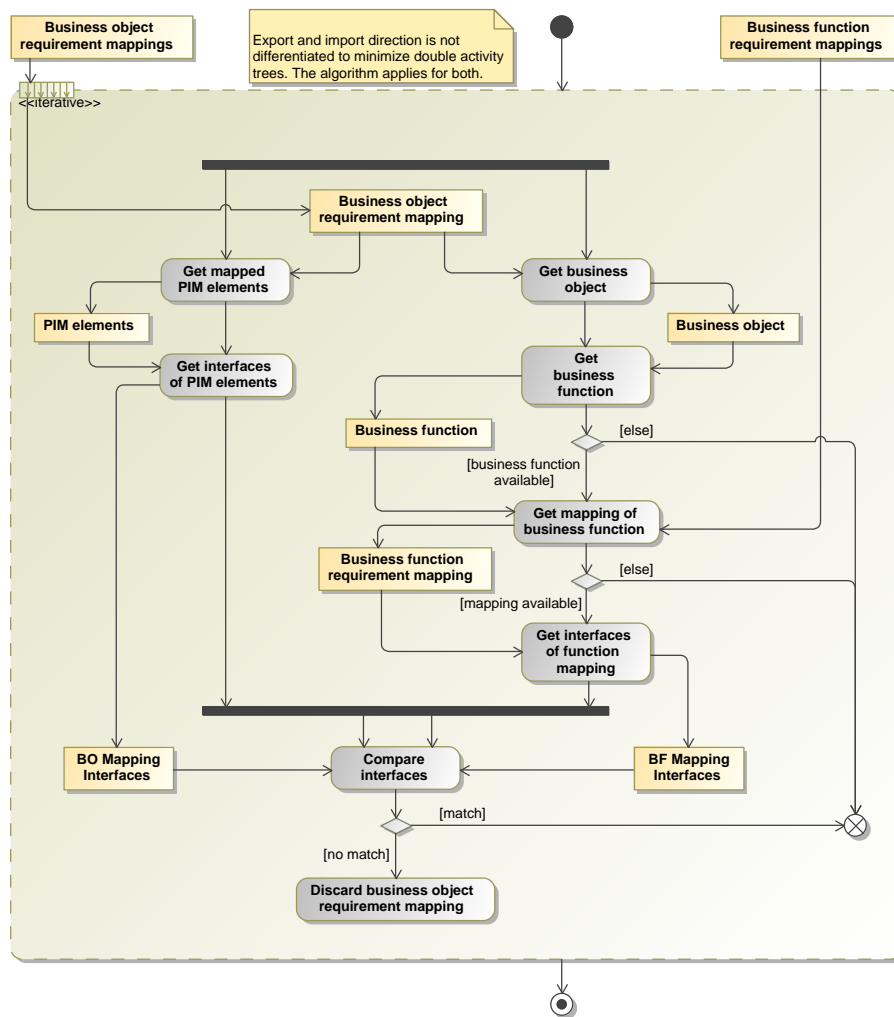 Business object
requirement mappings
Export and import direction is not
differentiated to minimize double activity
trees. The algorithm applies for both.
Business function
requirement mappings
<<iterative>>
Business object
requirement mapping
Get mapped
PIM elements
Get business
object
PIM elements
Business object
Get interfaces
of PIM elements
Get
business
function
Business function
[else]
[business function
available]
Get mapping of
business function
Business function
requirement mapping
[else]
[mapping available]
Get interfaces
of function
mapping
BO Mapping
Interfaces
Compare
interfaces
BF Mapping
Interfaces
[match]
[no match]
Discard business object
requirement mapping